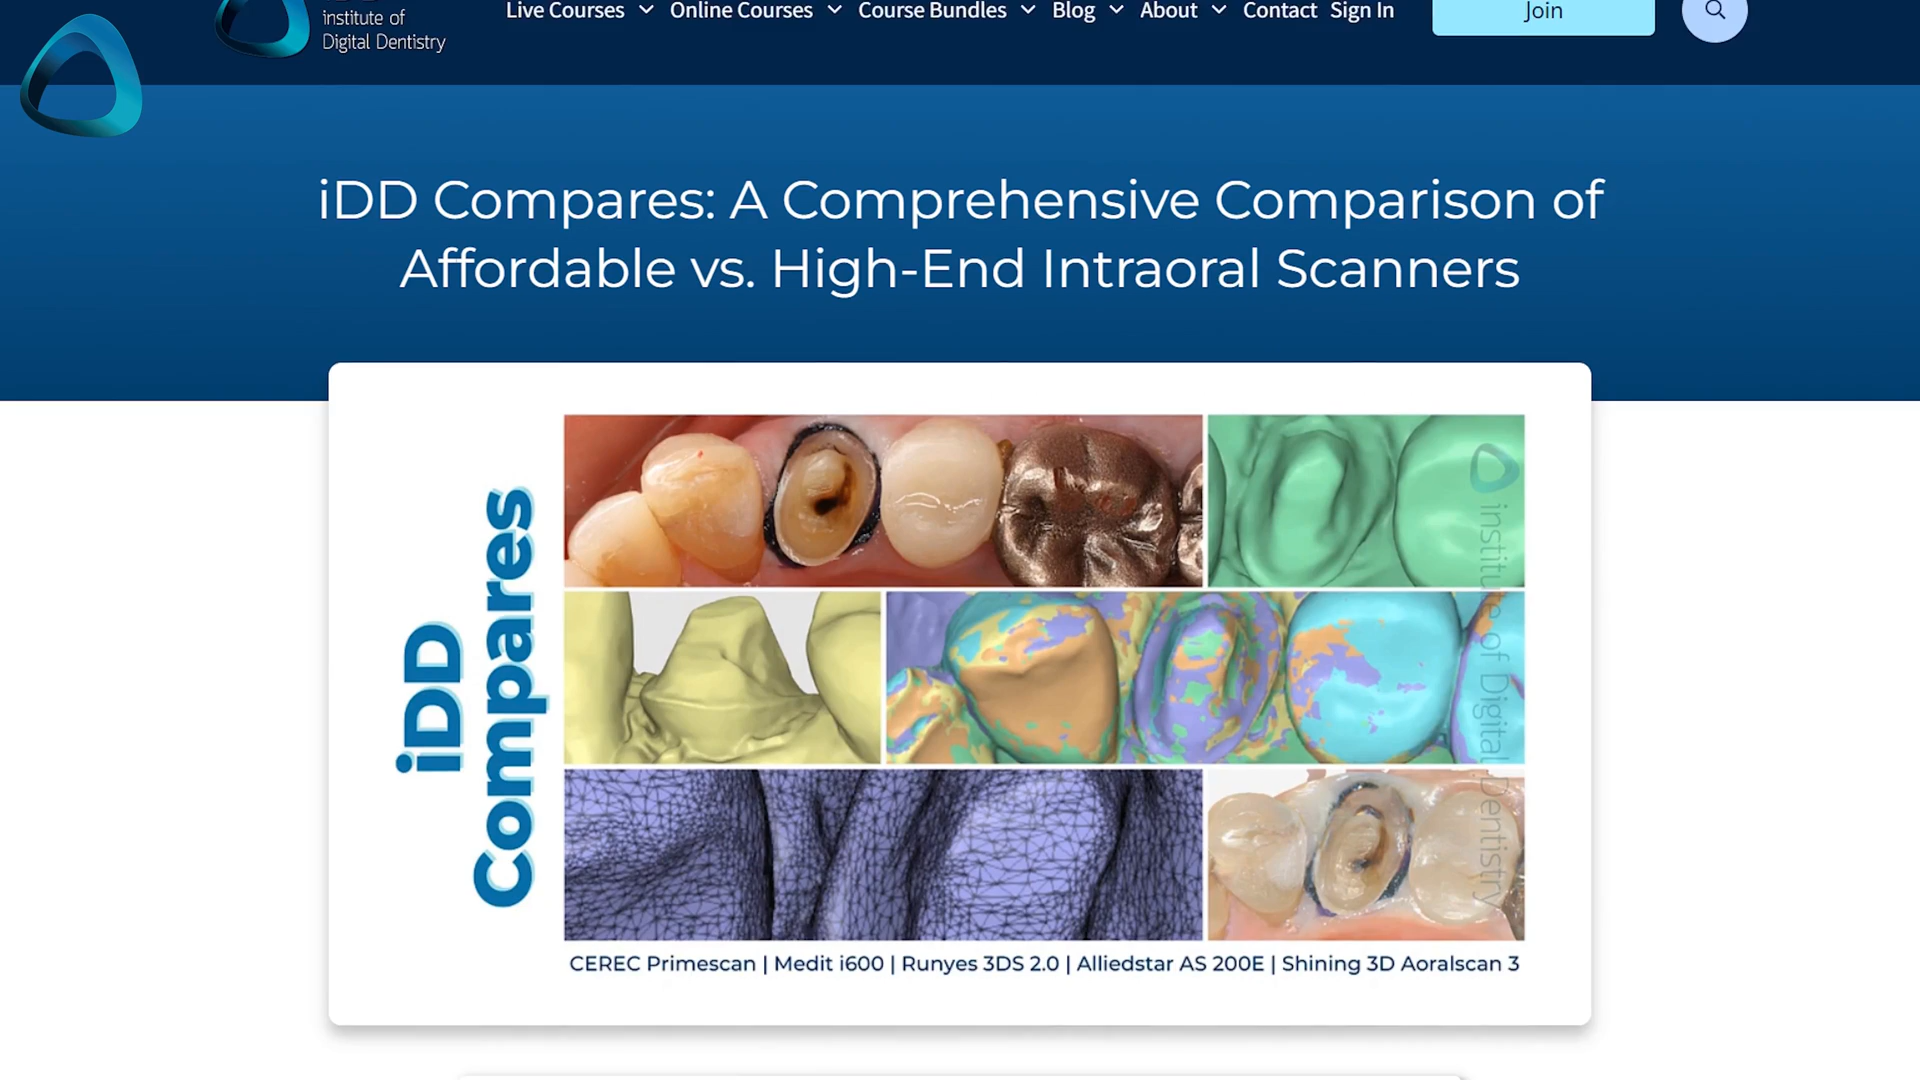 institute of
Digital Dentistry
Live Courses
Online Courses
Course Bundles
Blog
About
Contact
Sign In
Join
iDD Compares: A Comprehensive Comparison of
Affordable vs. High-End Intraoral Scanners
iDD
Compares
institute of Digital Dentistry
CEREC Primescan | Medit i600 | Runyes 3DS 2.0 | Alliedstar AS 200E | Shining 3D Aoralscan 3